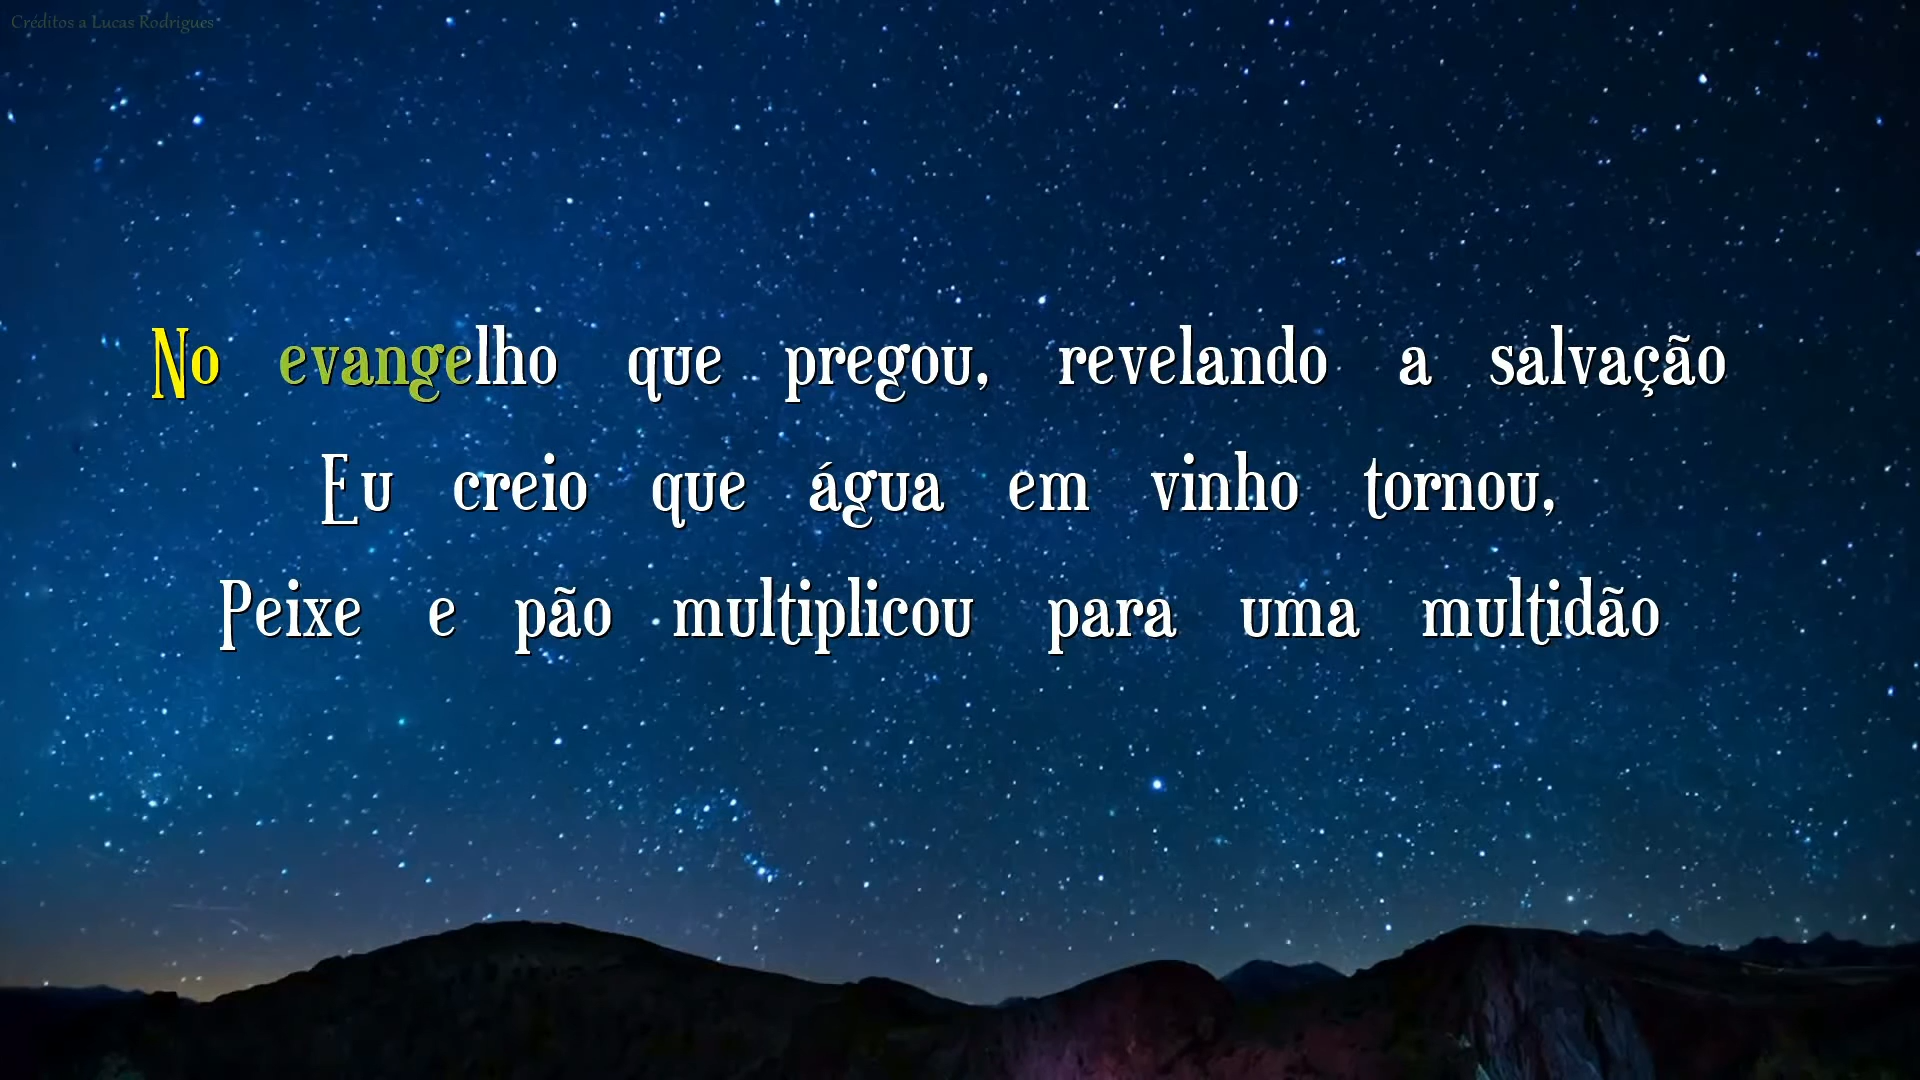 Créditos a Lucas Rodrigues
No evangelho que pregou, revelando a salvação
Eu creio que água em vinho tornou,
Peixe e pão multiplicou para uma multidão